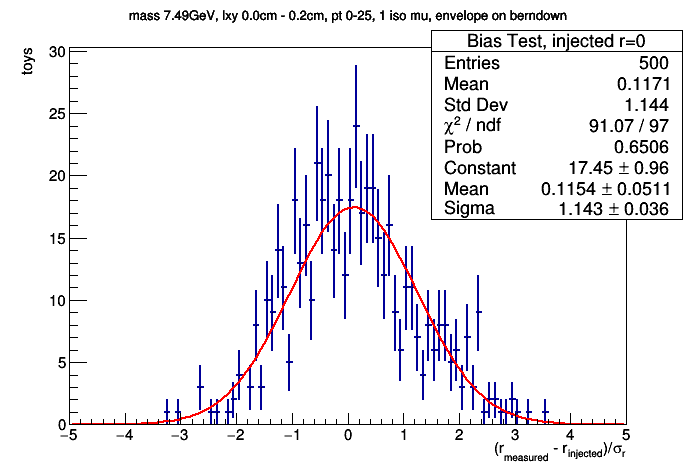 mass 7.49GeV, lxy 0.0cm - 0.2cm, pt 0-25, 1 iso mu, envelope on berndown
Bias Test, injected r=0
Entries 500
Mean 0.1171
Std Dev 1.144
χ² / ndf 91.07 / 97
Prob 0.6506
Constant 17.45 ± 0.96
Mean 0.1154 ± 0.0511
Sigma 1.143 ± 0.036
toys
30
25
20
15
10
5
0
−5 −4 −3 −2 −1 0 1 2 3 4 5
(r_measured - r_injected)/σ_r